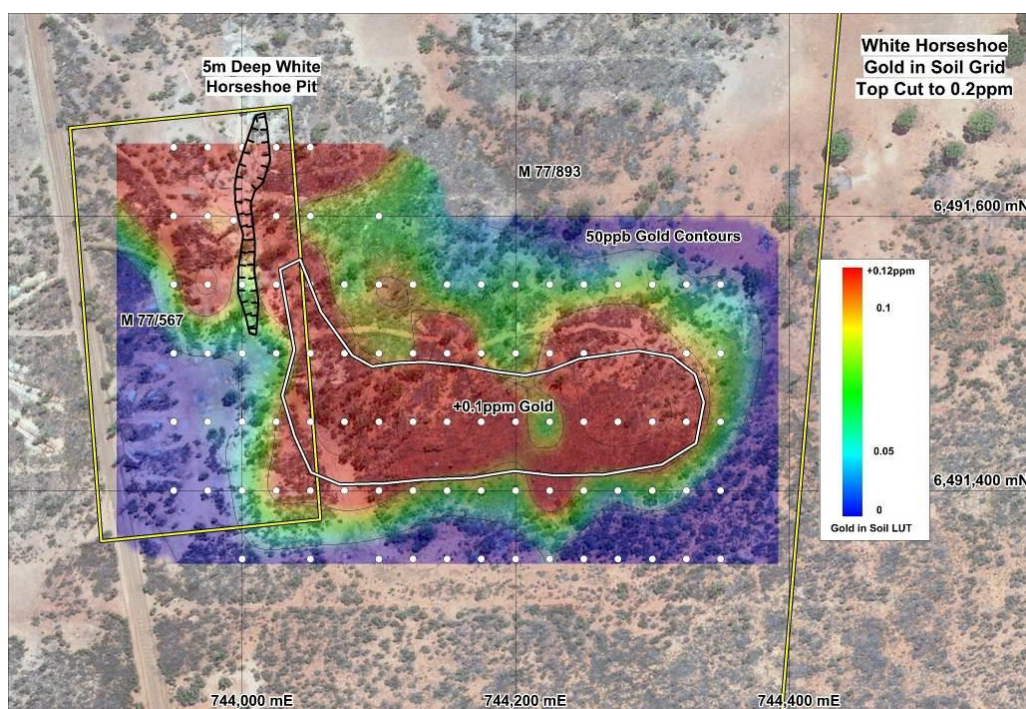 5m Deep White
Horseshoe Pit
White Horseshoe
Gold in Soil Grid
Top Cut to 0.2ppm
M 77/893
6,491,600 mN
50ppb Gold Contours
+0.12ppm
0.1
M 77/567
+0.1ppm Gold
0.05
6,491,400 mN
0
Gold in Soil LUT
744,000 mE
744,200 mE
744,400 mE